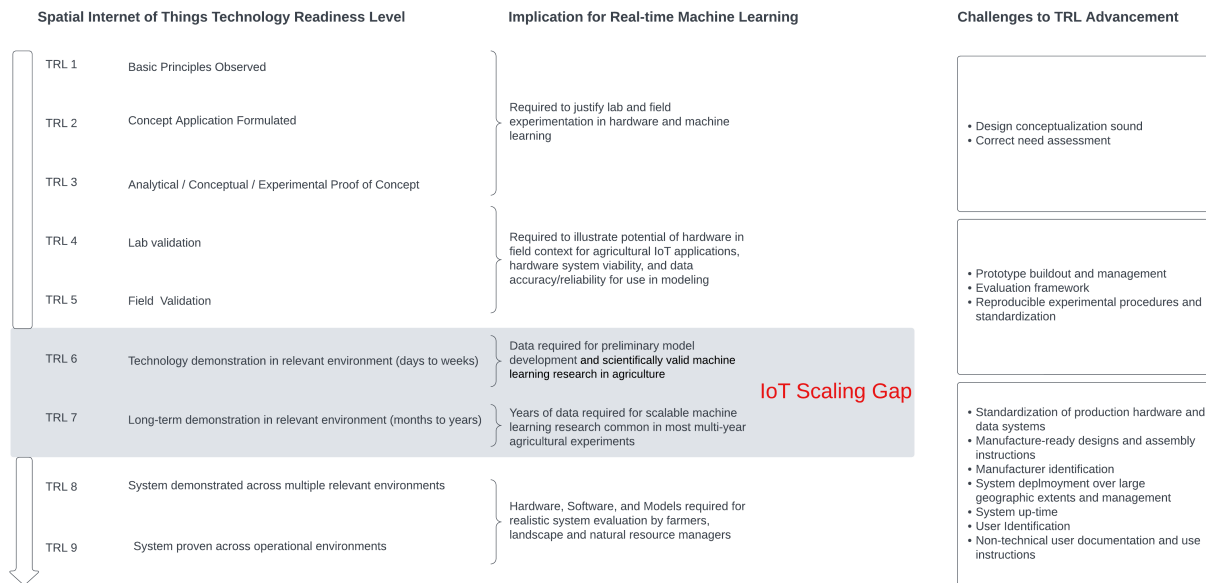 Spatial Internet of Things Technology Readiness Level
Implication for Real-time Machine Learning
Challenges to TRL Advancement
TRL 1
Basic Principles Observed
TRL 2
Concept Application Formulated
TRL 3
Analytical / Conceptual / Experimental Proof of Concept
Required to justify lab and field
experimentation in hardware and machine
learning
• Design conceptualization sound
• Correct need assessment
TRL 4
Lab validation
TRL 5
Field  Validation
Required to illustrate potential of hardware in
field context for agricultural IoT applications,
hardware system viability, and data
accuracy/reliability for use in modeling
• Prototype buildout and management
• Evaluation framework
• Reproducible experimental procedures and
standardization
TRL 6
Technology demonstration in relevant environment (days to weeks)
Data required for preliminary model
development and scientifically valid machine
learning research in agriculture
IoT Scaling Gap
TRL 7
Long-term demonstration in relevant environment (months to years)
Years of data required for scalable machine
learning research common in most multi-year
agricultural experiments
TRL 8
System demonstrated across multiple relevant environments
TRL 9
System proven across operational environments
Hardware, Software, and Models required for
realistic system evaluation by farmers,
landscape and natural resource managers
• Standardization of production hardware and
data systems
• Manufacture-ready designs and assembly
instructions
• Manufacturer identification
• System deplmoyment over large
geographic extents and management
• System up-time
• User Identification
• Non-technical user documentation and use
instructions